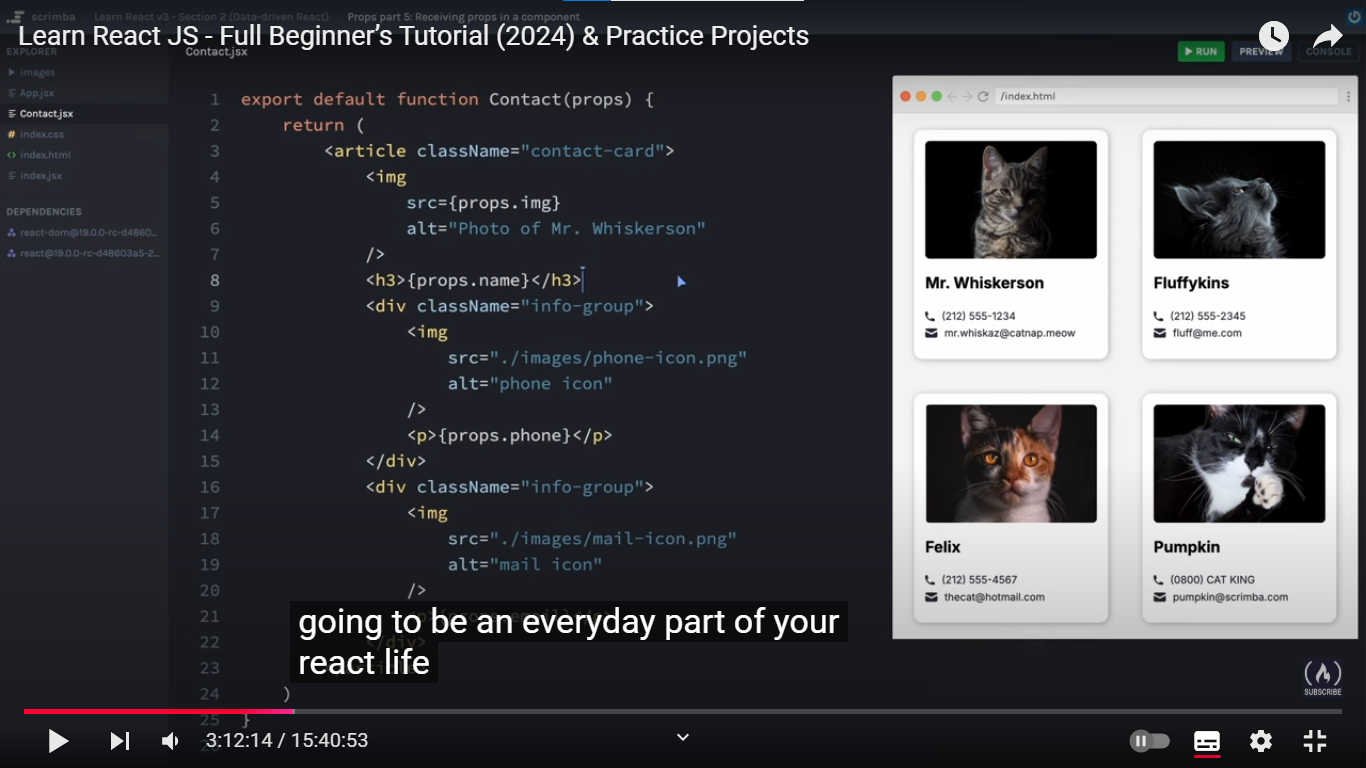 scrimba Learn React v3 - Section 2 (Data-driven React) Props part 5: Receiving props in a component
Learn React JS - Full Beginner’s Tutorial (2024) & Practice Projects
EXPLORER
images
App.jsx
Contact.jsx
index.css
index.html
index.jsx
DEPENDENCIES
react-dom@19.0.0-rc-d4860...
react@19.0.0-rc-d48603a5-2...
Contact.jsx
RUN PREVIEW CONSOLE
1 export default function Contact(props) {
2 return (
3 <article className="contact-card">
4 <img
5 src={props.img}
6 alt="Photo of Mr. Whiskerson"
7 />
8 <h3>{props.name}</h3>
9 <div className="info-group">
10 <img
11 src="./images/phone-icon.png"
12 alt="phone icon"
13 />
14 <p>{props.phone}</p>
15 </div>
16 <div className="info-group">
17 <img
18 src="./images/mail-icon.png"
19 alt="mail icon"
20 />
21 <p>{props.email}</p>
22 </div>
23
24 )
25 }
going to be an everyday part of your
react life
/index.html
Mr. Whiskerson
(212) 555-1234
mr.whiskaz@catnap.meow
Fluffykins
(212) 555-2345
fluff@me.com
Felix
(212) 555-4567
thecat@hotmail.com
Pumpkin
(0800) CAT KING
pumpkin@scrimba.com
SUBSCRIBE
3:12:14 / 15:40:53